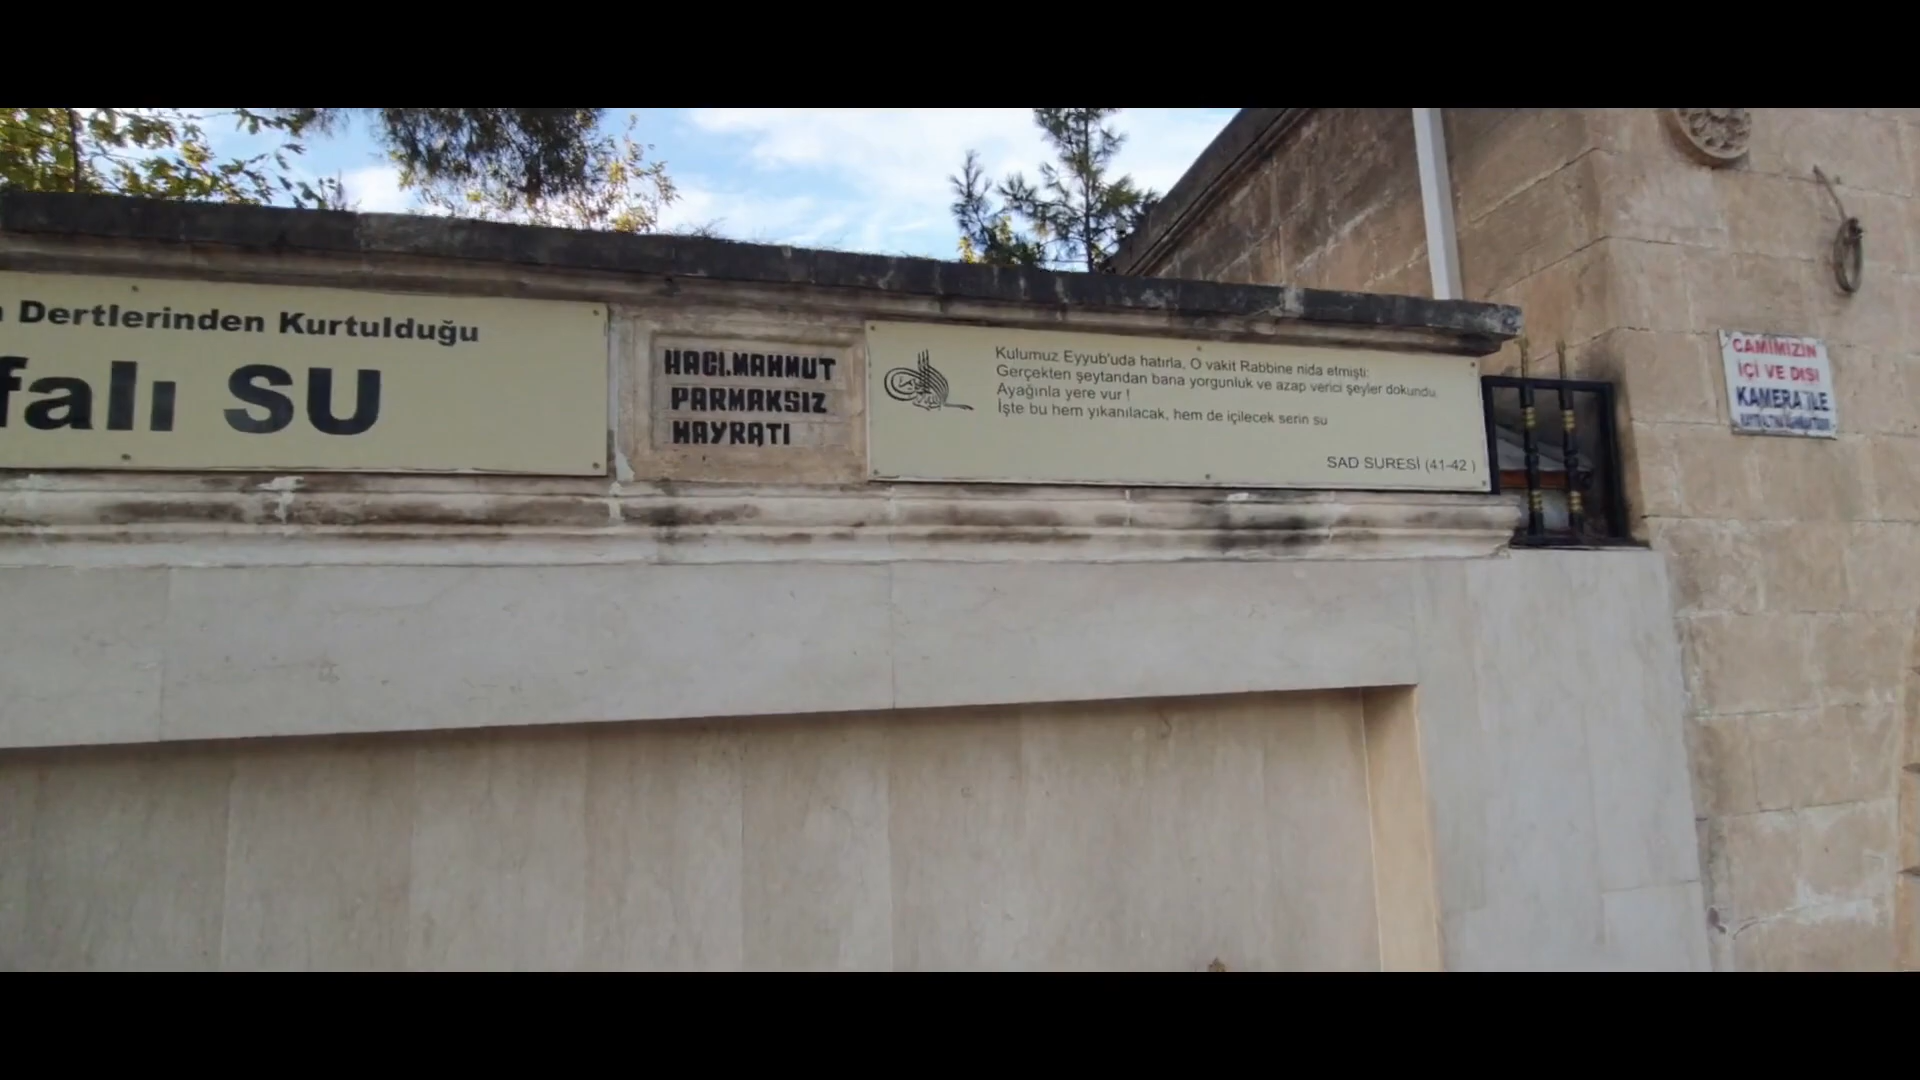 Dertlerinden Kurtulduğu
falı SU
HACI.MAHMUT
PARMAKSIZ
HAYRATI
Kulumuz Eyyub'uda hatırla, O vakit Rabbine nida etmişti:
Gerçekten şeytandan bana yorgunluk ve azap verici şeyler dokundu.
Ayağınla yere vur !
İşte bu hem yıkanılacak, hem de içilecek serin su
SAD SURESİ (41-42 )
CAMİMİZİN
İÇİ VE DIŞI
KAMERA İLE